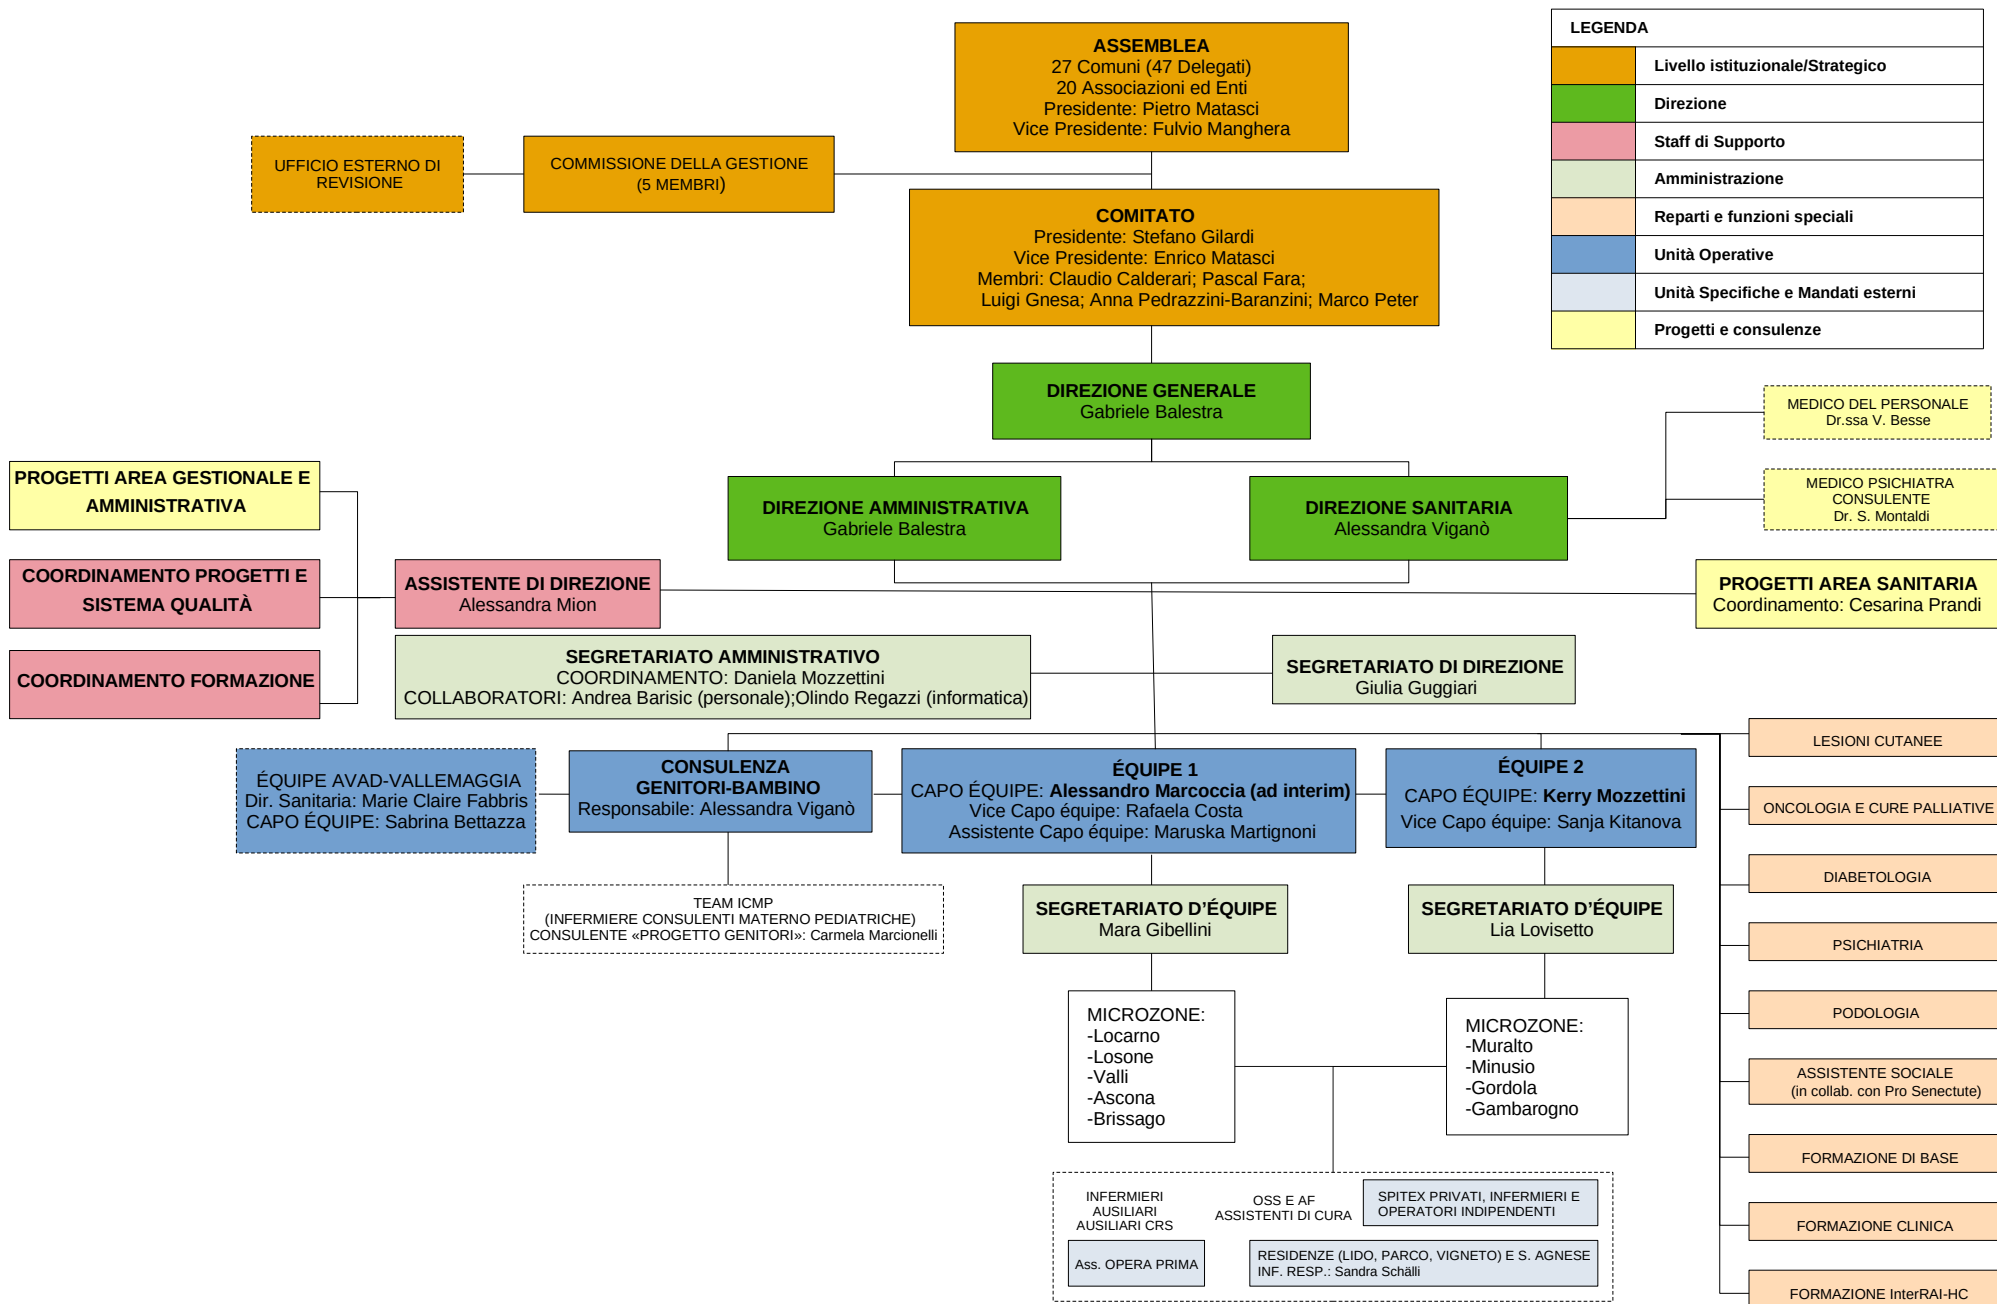 LEGENDA
Livello istituzionale/Strategico
Direzione
Staff di Supporto
Amministrazione
Reparti e funzioni speciali
Unità Operative
Unità Specifiche e Mandati esterni
Progetti e consulenze
ASSEMBLEA
27 Comuni (47 Delegati)
20 Associazioni ed Enti
Presidente: Pietro Matasci
Vice Presidente: Fulvio Manghera
UFFICIO ESTERNO DI
REVISIONE
COMMISSIONE DELLA GESTIONE
(5 MEMBRI)
COMITATO
Presidente: Stefano Gilardi
Vice Presidente: Enrico Matasci
Membri: Claudio Calderari; Pascal Fara;
Luigi Gnesa; Anna Pedrazzini-Baranzini; Marco Peter
DIREZIONE GENERALE
Gabriele Balestra
MEDICO DEL PERSONALE
Dr.ssa V. Besse
MEDICO PSICHIATRA
CONSULENTE
Dr. S. Montaldi
DIREZIONE AMMINISTRATIVA
Gabriele Balestra
DIREZIONE SANITARIA
Alessandra Viganò
PROGETTI AREA GESTIONALE E
AMMINISTRATIVA
COORDINAMENTO PROGETTI E
SISTEMA QUALITÀ
COORDINAMENTO FORMAZIONE
ASSISTENTE DI DIREZIONE
Alessandra Mion
PROGETTI AREA SANITARIA
Coordinamento: Cesarina Prandi
SEGRETARIATO AMMINISTRATIVO
COORDINAMENTO: Daniela Mozzettini
COLLABORATORI: Andrea Barisic (personale);Olindo Regazzi (informatica)
SEGRETARIATO DI DIREZIONE
Giulia Guggiari
ÉQUIPE AVAD-VALLEMAGGIA
Dir. Sanitaria: Marie Claire Fabbris
CAPO ÉQUIPE: Sabrina Bettazza
CONSULENZA
GENITORI-BAMBINO
Responsabile: Alessandra Viganò
ÉQUIPE 1
CAPO ÉQUIPE: Alessandro Marcoccia (ad interim)
Vice Capo équipe: Rafaela Costa
Assistente Capo équipe: Maruska Martignoni
ÉQUIPE 2
CAPO ÉQUIPE: Kerry Mozzettini
Vice Capo équipe: Sanja Kitanova
TEAM ICMP
(INFERMIERE CONSULENTI MATERNO PEDIATRICHE)
CONSULENTE «PROGETTO GENITORI»: Carmela Marcionelli
SEGRETARIATO D'ÉQUIPE
Mara Gibellini
SEGRETARIATO D'ÉQUIPE
Lia Lovisetto
MICROZONE:
-Locarno
-Losone
-Valli
-Ascona
-Brissago
MICROZONE:
-Muralto
-Minusio
-Gordola
-Gambarogno
INFERMIERI
AUSILIARI
AUSILIARI CRS
OSS E AF
ASSISTENTI DI CURA
SPITEX PRIVATI, INFERMIERI E
OPERATORI INDIPENDENTI
Ass. OPERA PRIMA
RESIDENZE (LIDO, PARCO, VIGNETO) E S. AGNESE
INF. RESP.: Sandra Schälli
LESIONI CUTANEE
ONCOLOGIA E CURE PALLIATIVE
DIABETOLOGIA
PSICHIATRIA
PODOLOGIA
ASSISTENTE SOCIALE
(in collab. con Pro Senectute)
FORMAZIONE DI BASE
FORMAZIONE CLINICA
FORMAZIONE InterRAI-HC